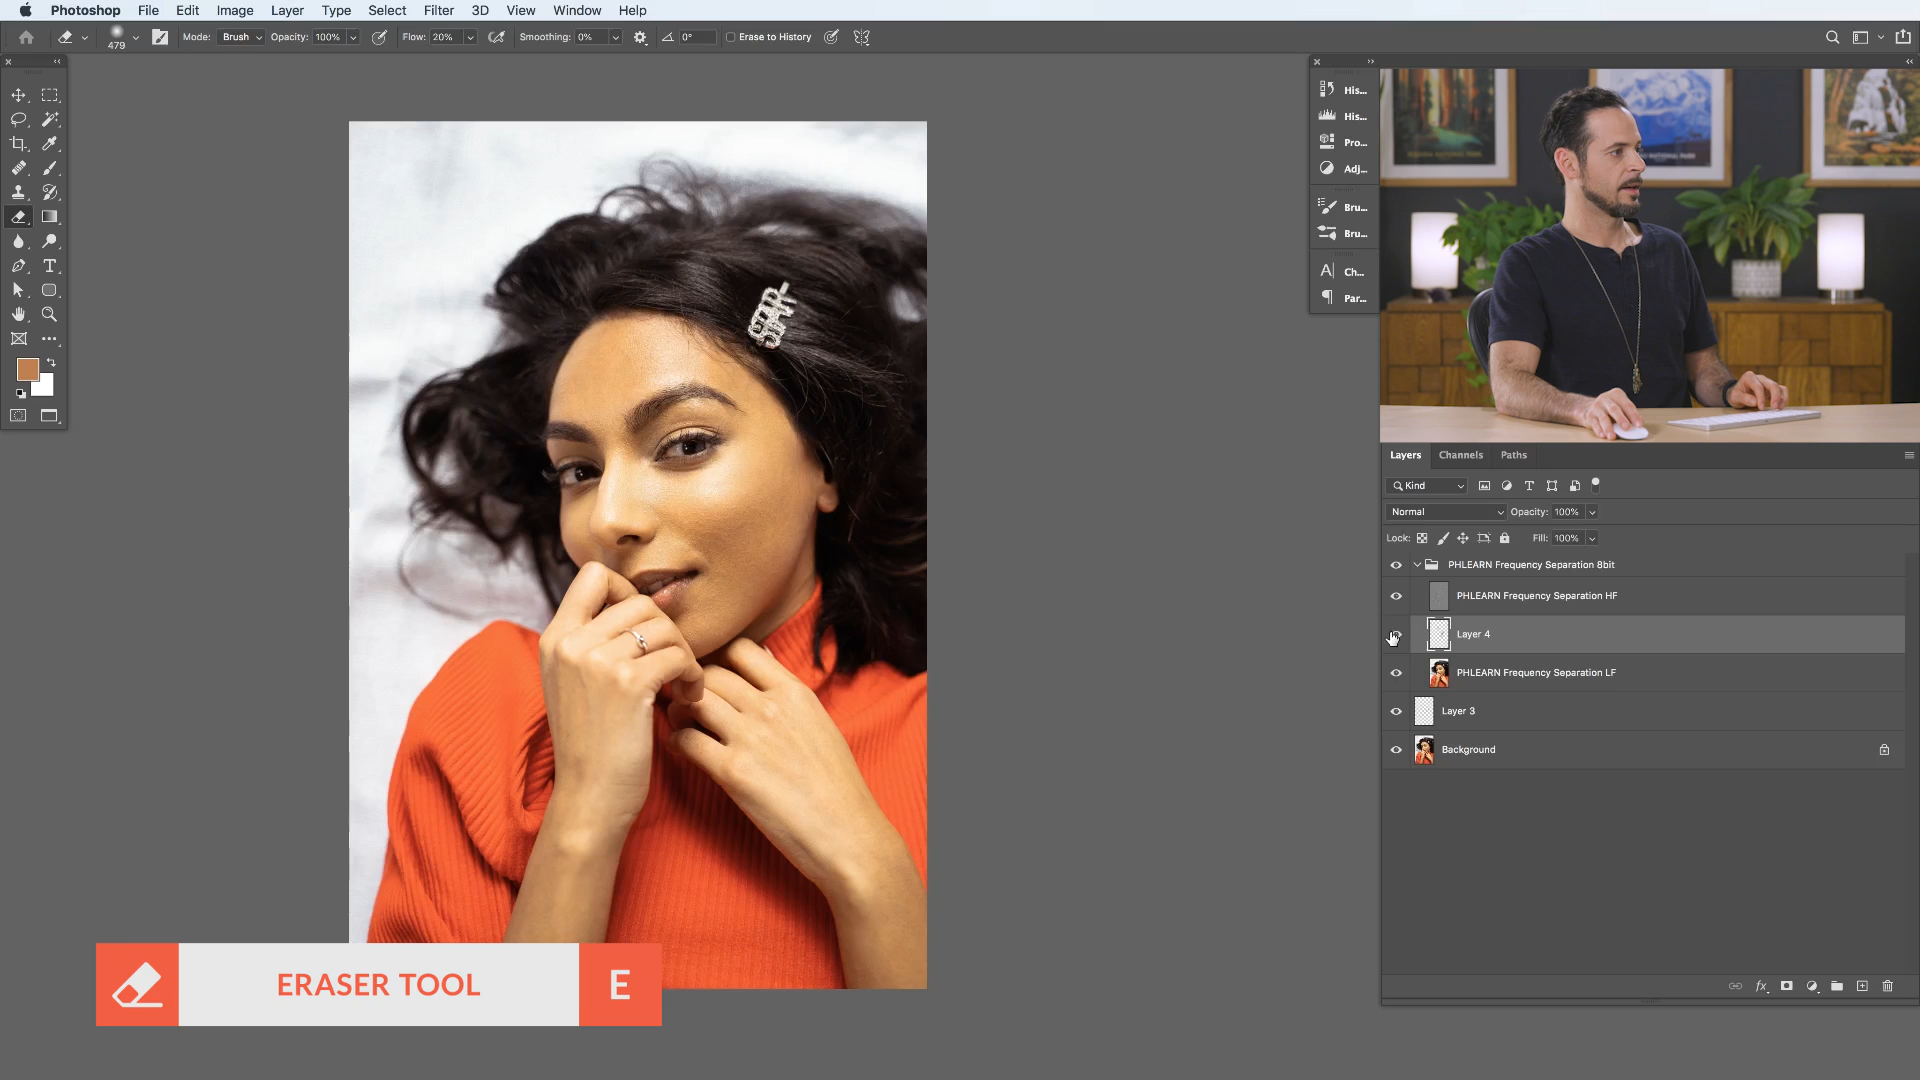 Photoshop File Edit Image Layer Type Select Filter 3D View Window Help
479 Mode: Brush Opacity: 100% Flow: 20% Smoothing: 0% 0° Erase to History
His...
His...
Pro...
Adj...
Bru...
Bru...
Ch...
Par...
STAR
Layers Channels Paths
Kind
Normal Opacity: 100%
Lock: Fill: 100%
PHLEARN Frequency Separation 8bit
PHLEARN Frequency Separation HF
Layer 4
PHLEARN Frequency Separation LF
Layer 3
Background
fx
ERASER TOOL E